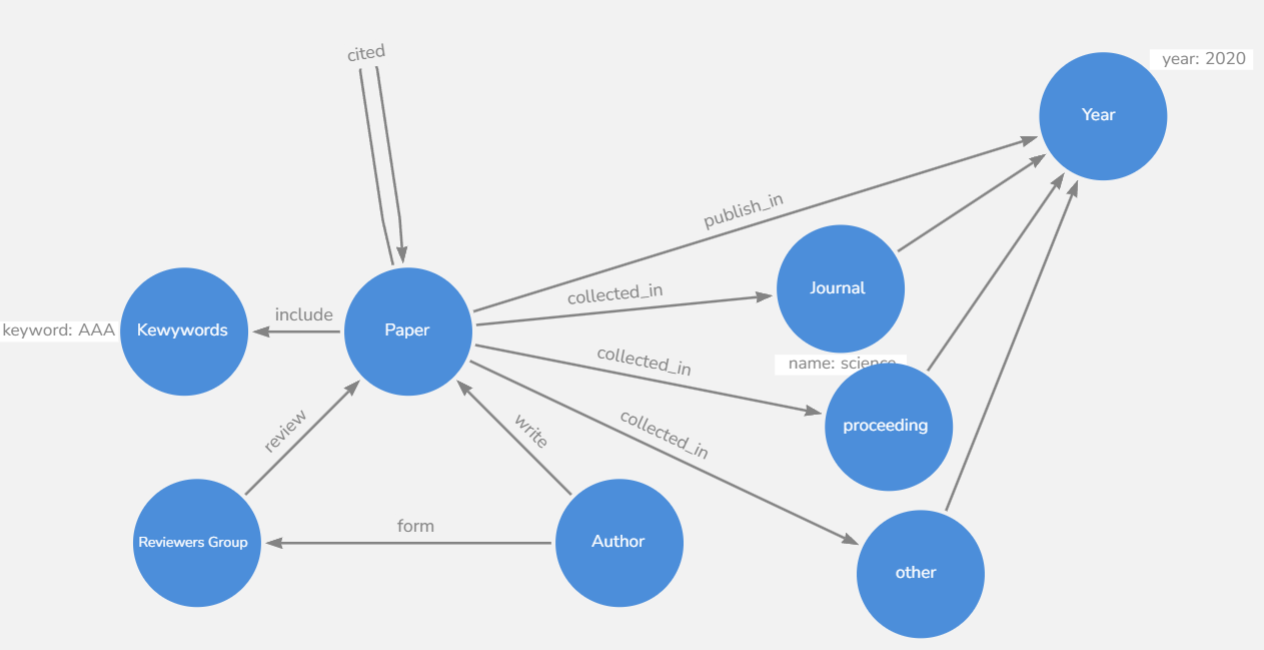 cited
year: 2020
Year
publish_in
Journal
collected_in
include
keyword: AAA
Kewywords
Paper
name: science
collected_in
proceeding
collected_in
review
write
form
Reviewers Group
Author
other